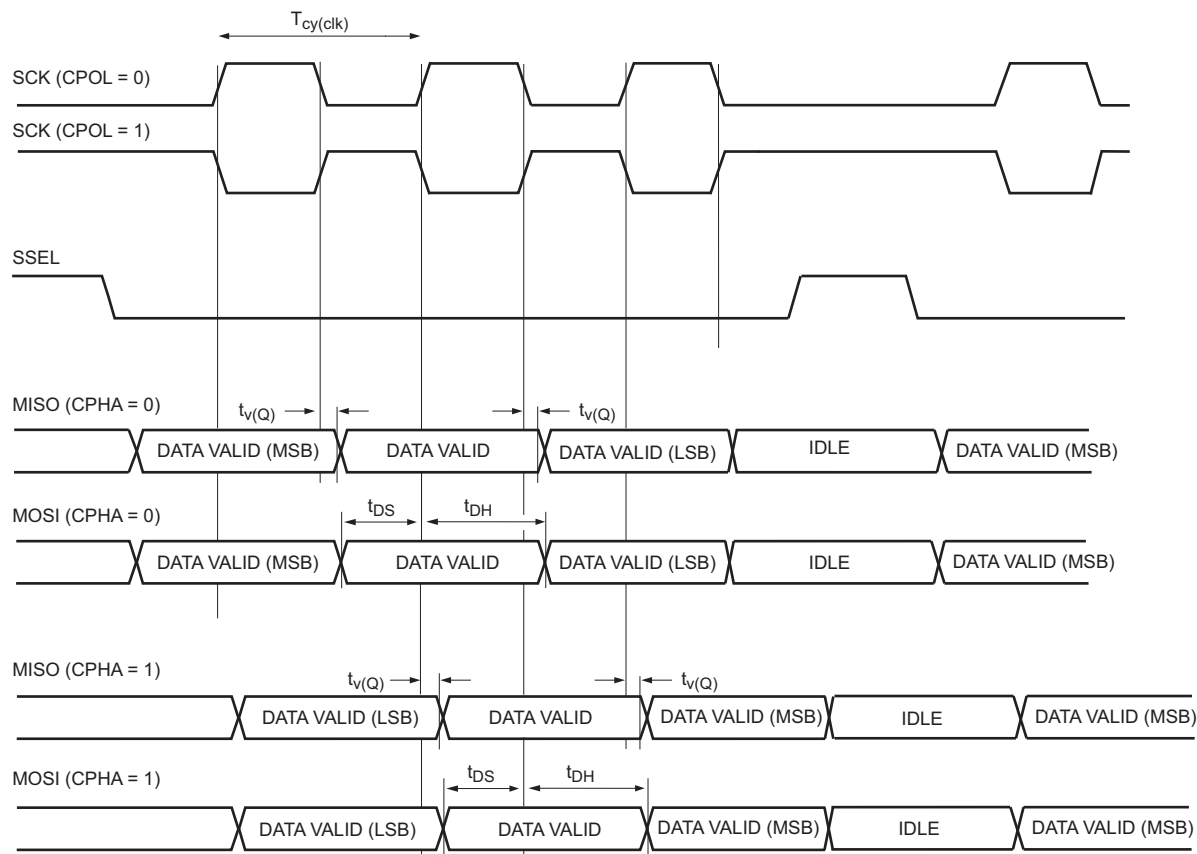 Tcy(clk)
SCK (CPOL = 0)
SCK (CPOL = 1)
SSEL
MISO (CPHA = 0)
tv(Q) tv(Q)
DATA VALID (MSB) DATA VALID DATA VALID (LSB) IDLE DATA VALID (MSB)
tDS tDH
MOSI (CPHA = 0)
DATA VALID (MSB) DATA VALID DATA VALID (LSB) IDLE DATA VALID (MSB)
MISO (CPHA = 1)
tv(Q) tv(Q)
DATA VALID (LSB) DATA VALID DATA VALID (MSB) IDLE DATA VALID (MSB)
tDS tDH
MOSI (CPHA = 1)
DATA VALID (LSB) DATA VALID DATA VALID (MSB) IDLE DATA VALID (MSB)